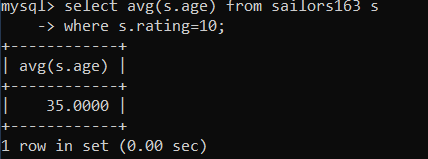 mysql> select avg(s.age) from sailors163 s
    -> where s.rating=10;
+------------+
| avg(s.age) |
+------------+
|    35.0000 |
+------------+
1 row in set (0.00 sec)